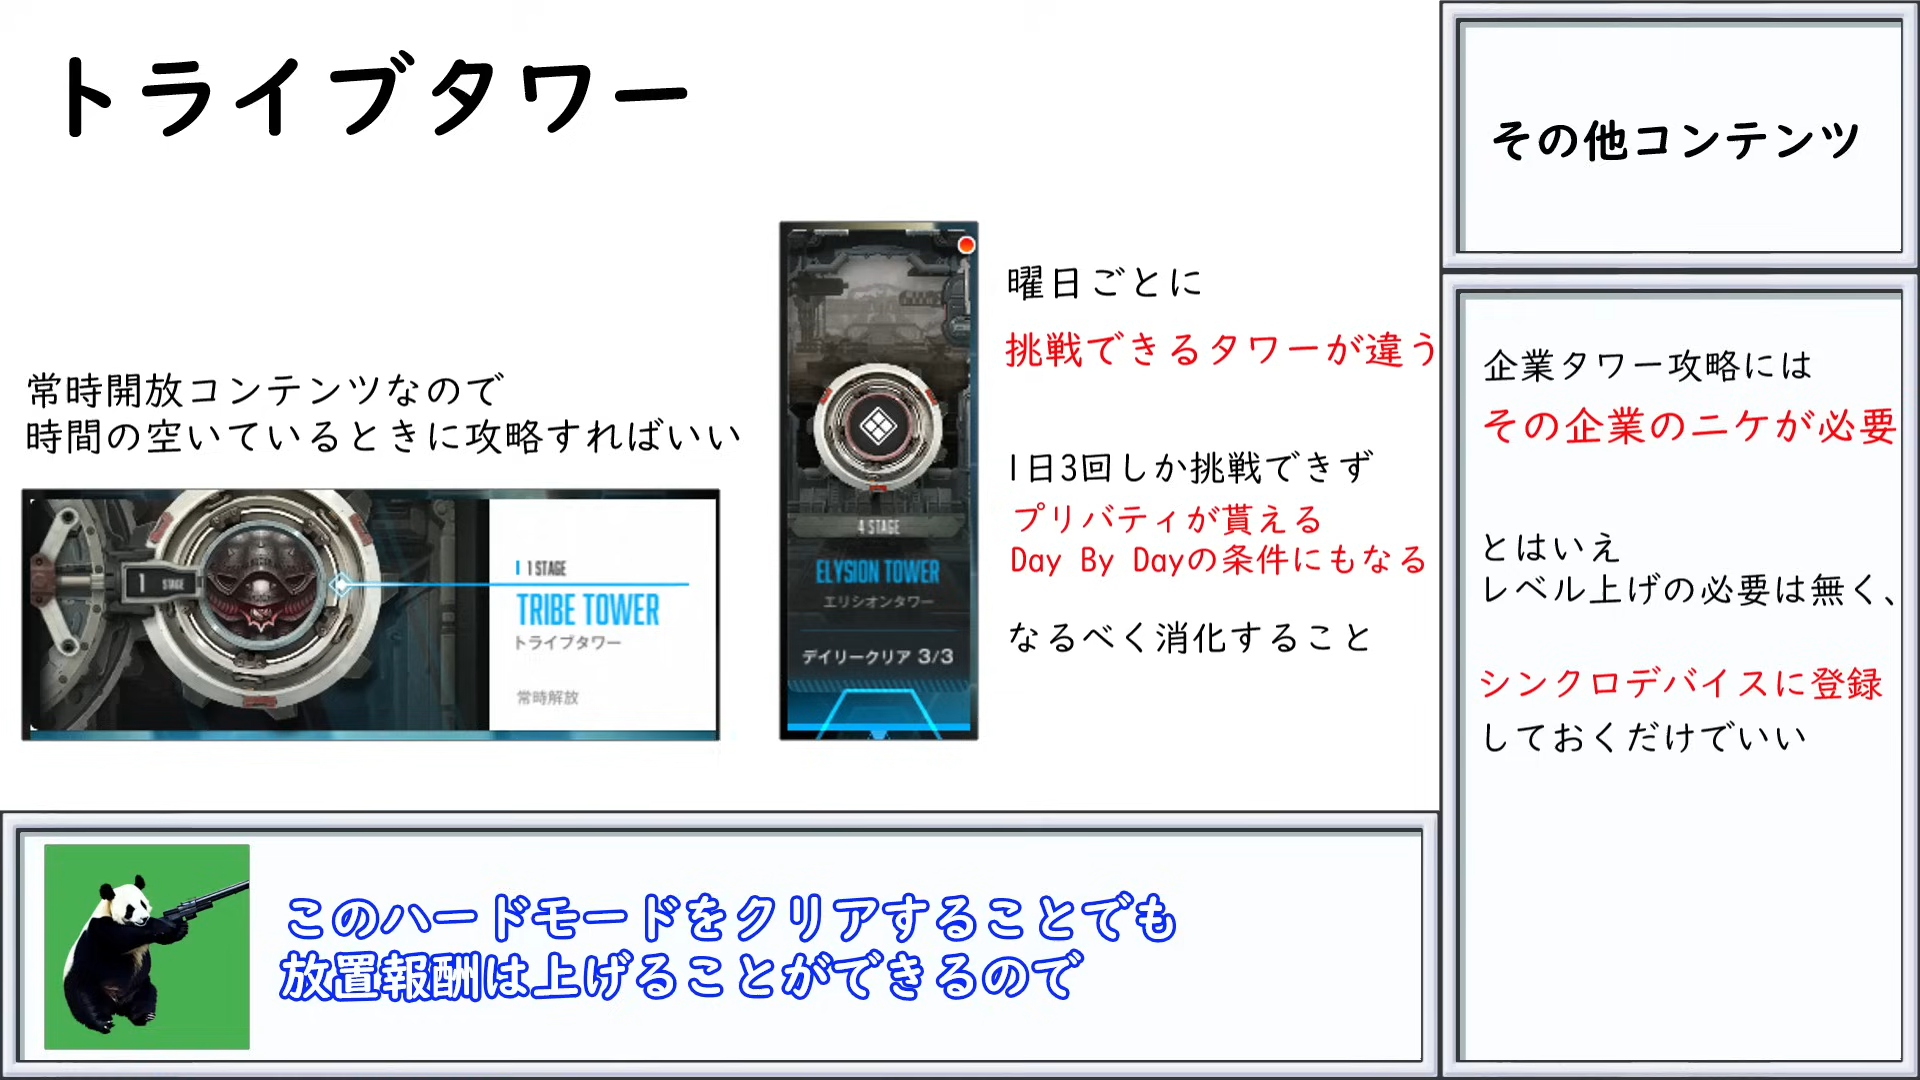 トライブタワー
その他コンテンツ
常時開放コンテンツなので
時間の空いているときに攻略すればいい
1 STAGE
1 STAGE
TRIBE TOWER
トライブタワー
常時解放
4 STAGE
ELYSION TOWER
エリシオンタワー
デイリークリア 3/3
曜日ごとに
挑戦できるタワーが違う
1日3回しか挑戦できず
プリバティが貰える
Day By Dayの条件にもなる
なるべく消化すること
企業タワー攻略には
その企業のニケが必要
とはいえ
レベル上げの必要は無く、
シンクロデバイスに登録
しておくだけでいい
このハードモードをクリアすることでも
放置報酬は上げることができるので